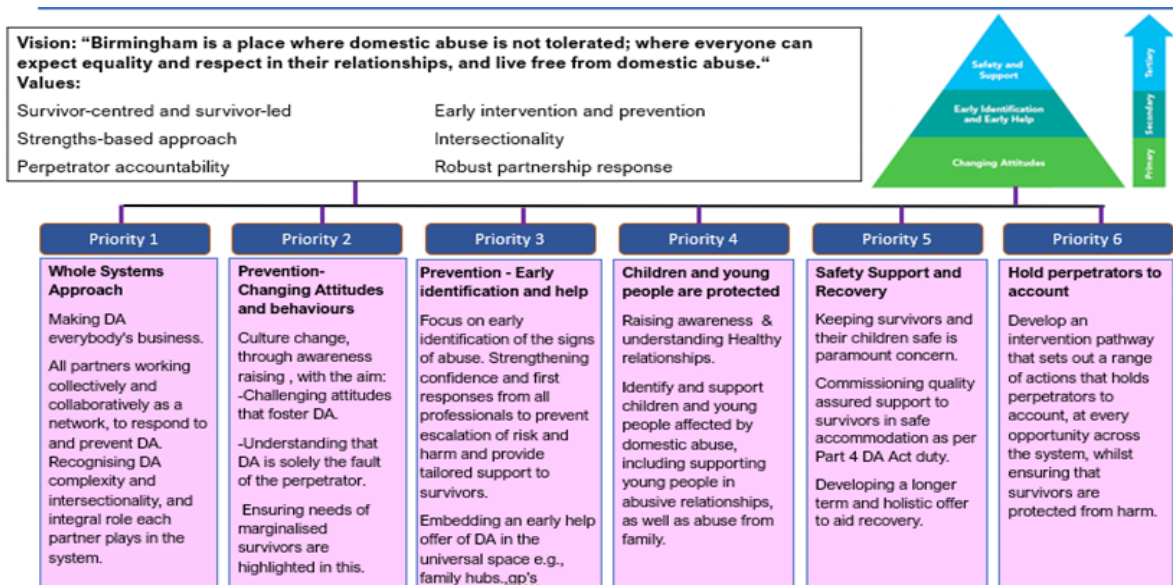 Vision: “Birmingham is a place where domestic abuse is not tolerated; where everyone can
expect equality and respect in their relationships, and live free from domestic abuse.“
Values:
Survivor-centred and survivor-led
Early intervention and prevention
Strengths-based approach
Intersectionality
Perpetrator accountability
Robust partnership response
Safety and
Support
Early Identification
and Early Help
Changing Attitudes
Tertiary
Secondary
Primary
Priority 1
Whole Systems
Approach
Making DA
everybody's business.
All partners working
collectively and
collaboratively as a
network, to respond to
and prevent DA.
Recognising DA
complexity and
intersectionality, and
integral role each
partner plays in the
system.
Priority 2
Prevention-
Changing Attitudes
and behaviours
Culture change,
through awareness
raising , with the aim:
-Challenging attitudes
that foster DA.
-Understanding that
DA is solely the fault
of the perpetrator.
Ensuring needs of
marginalised
survivors are
highlighted in this.
Priority 3
Prevention - Early
identification and help
Focus on early
identification of the signs
of abuse. Strengthening
confidence and first
responses from all
professionals to prevent
escalation of risk and
harm and provide
tailored support to
survivors.
Embedding an early help
offer of DA in the
universal space e.g.,
family hubs.,gp's
Priority 4
Children and young
people are protected
Raising awareness &
understanding Healthy
relationships.
Identify and support
children and young
people affected by
domestic abuse,
including supporting
young people in
abusive relationships,
as well as abuse from
family.
Priority 5
Safety Support and
Recovery
Keeping survivors and
their children safe is
paramount concern.
Commissioning quality
assured support to
survivors in safe
accommodation as per
Part 4 DA Act duty.
Developing a longer
term and holistic offer
to aid recovery.
Priority 6
Hold perpetrators to
account
Develop an
intervention pathway
that sets out a range
of actions that holds
perpetrators to
account, at every
opportunity across
the system, whilst
ensuring that
survivors are
protected from harm.